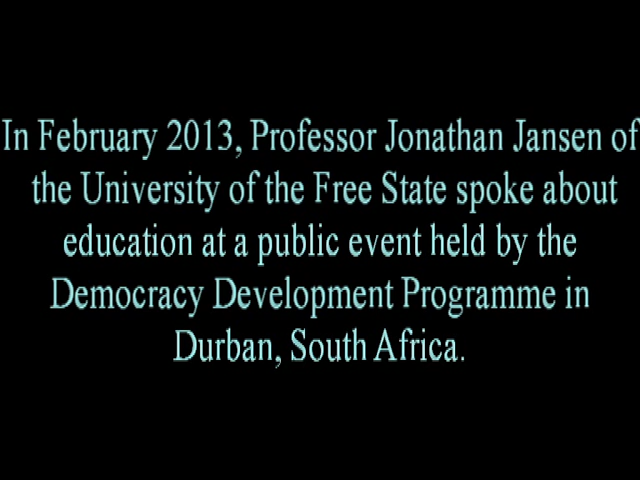 In February 2013, Professor Jonathan Jansen of
the University of the Free State spoke about
education at a public event held by the
Democracy Development Programme in
Durban, South Africa.